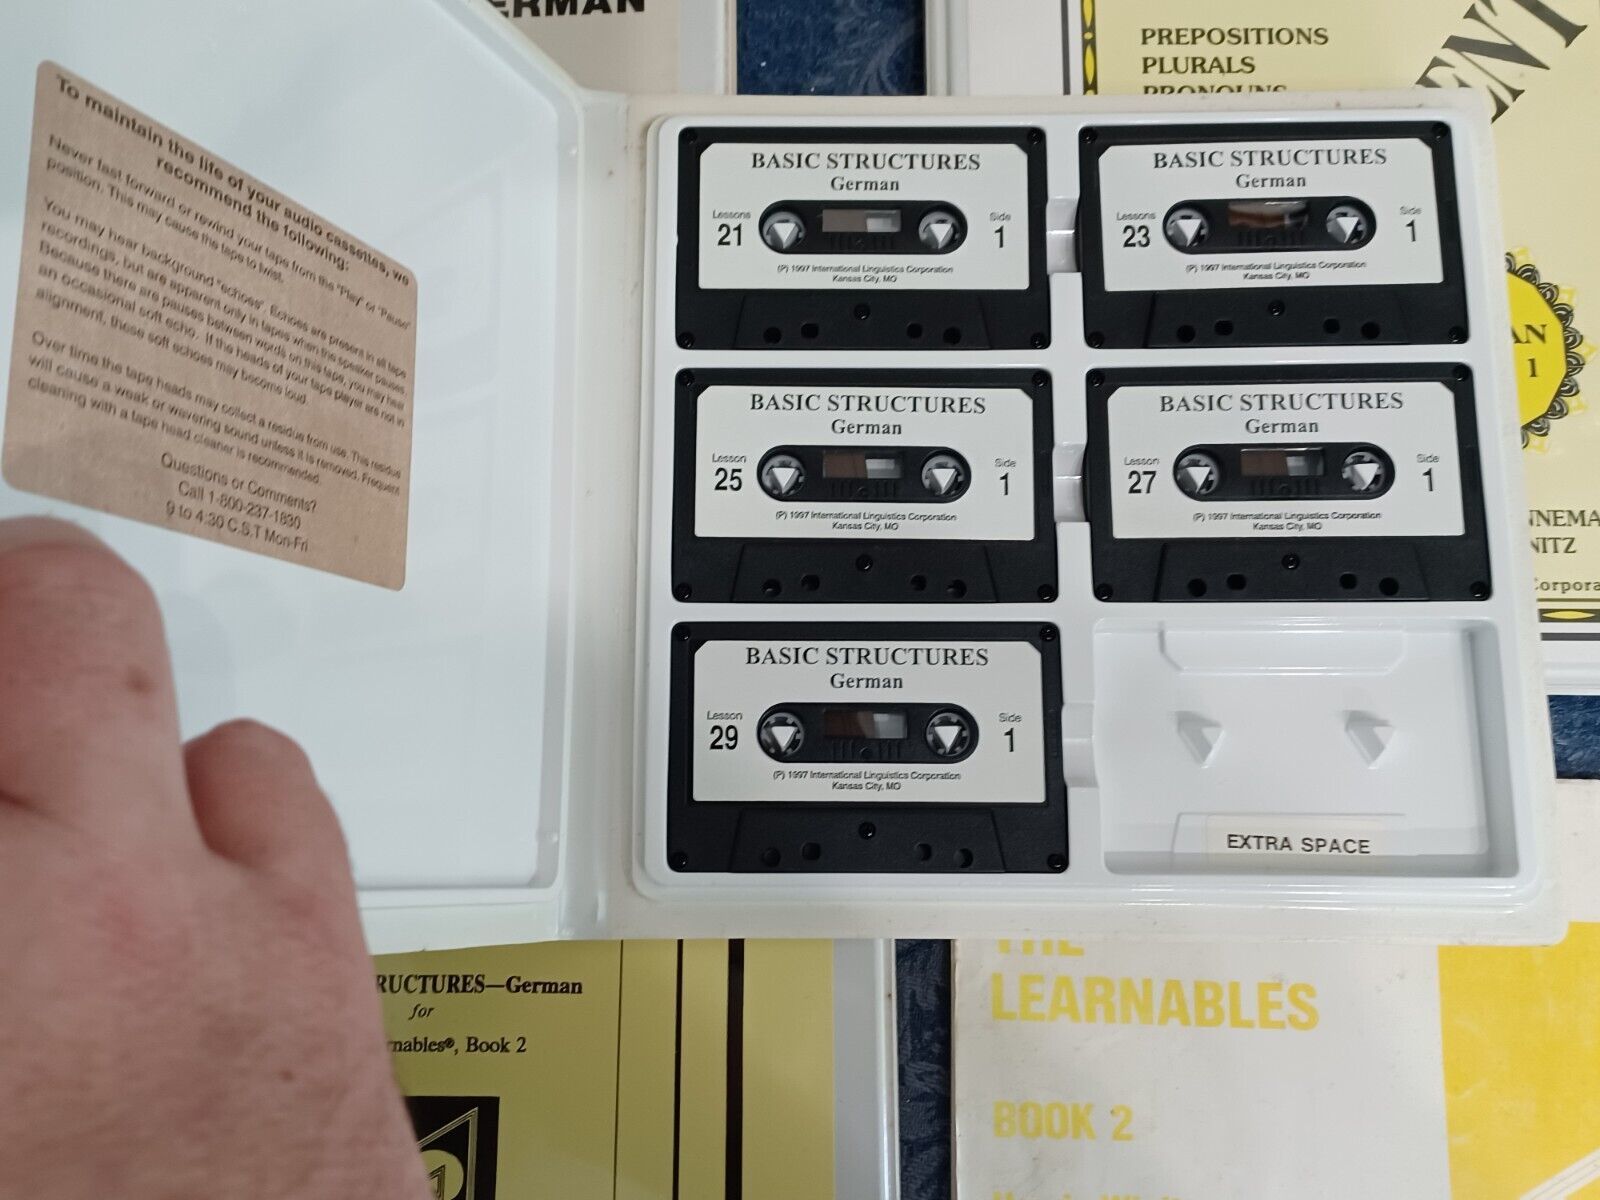 ERMAN
PREPOSITIONS
PLURALS
PRONOUNS
ENT
To maintain the life of your audio cassettes, we
recommend the following:
Never fast forward or rewind your tape from the "Play" or "Pause"
position. This may cause the tape to twist.
You may hear background "echoes". Echoes are present in all tape
recordings, but are apparent only in tapes when the speaker pauses.
Because there are pauses between words on this tape, you may hear
an occasional soft echo. If the heads of your tape player are not in
alignment, these soft echoes may become loud.
Over time the tape heads may collect a residue from use. This residue
will cause a weak or wavering sound unless it is removed. Frequent
cleaning with a tape head cleaner is recommended.
Questions or Comments?
Call 1-800-237-1830
9 to 4:30 C.S.T Mon-Fri
BASIC STRUCTURES
German
Lessons
21
Side
1
(P) 1997 International Linguistics Corporation
Kansas City, MO
BASIC STRUCTURES
German
Lessons
23
Side
1
(P) 1997 International Linguistics Corporation
Kansas City, MO
BASIC STRUCTURES
German
Lesson
25
Side
1
(P) 1997 International Linguistics Corporation
Kansas City, MO
BASIC STRUCTURES
German
Lesson
27
Side
1
(P) 1997 International Linguistics Corporation
Kansas City, MO
BASIC STRUCTURES
German
Lesson
29
Side
1
(P) 1997 International Linguistics Corporation
Kansas City, MO
EXTRA SPACE
AN
1
NNEMA
NITZ
Corpora
RUCTURES—German
for
nables®, Book 2
THE
LEARNABLES
BOOK 2